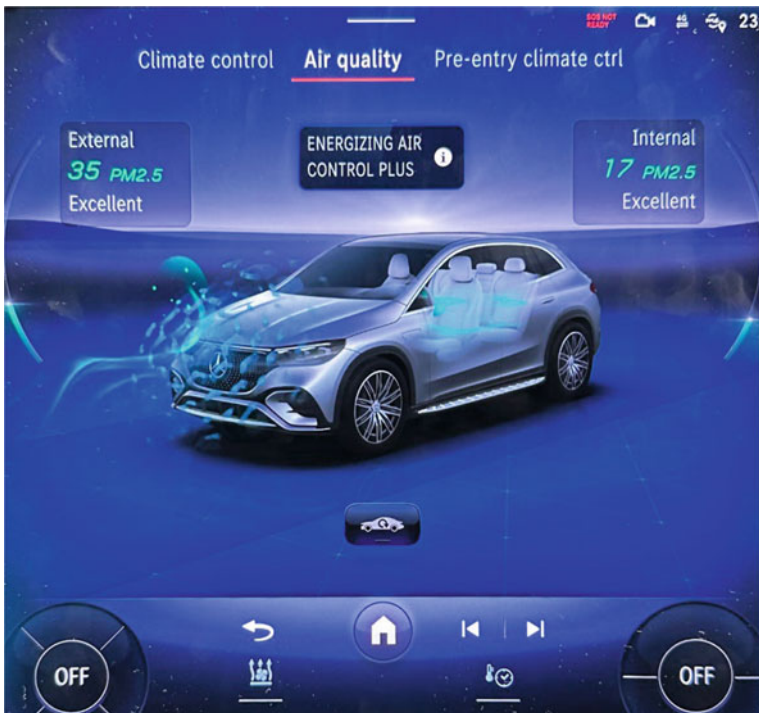 SOS NOT
READY
4G
23
Climate control
Air quality
Pre-entry climate ctrl
External
35 PM2.5
Excellent
ENERGIZING AIR
CONTROL PLUS
i
Internal
17 PM2.5
Excellent
OFF
OFF